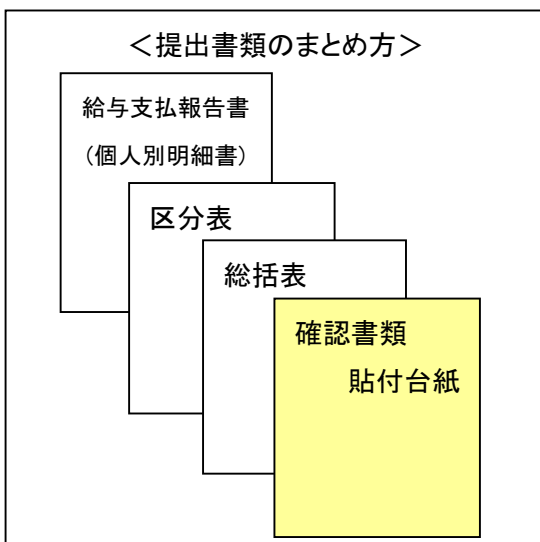 <提出書類のまとめ方>
給与支払報告書
(個人別明細書)
区分表
総括表
確認書類
貼付台紙